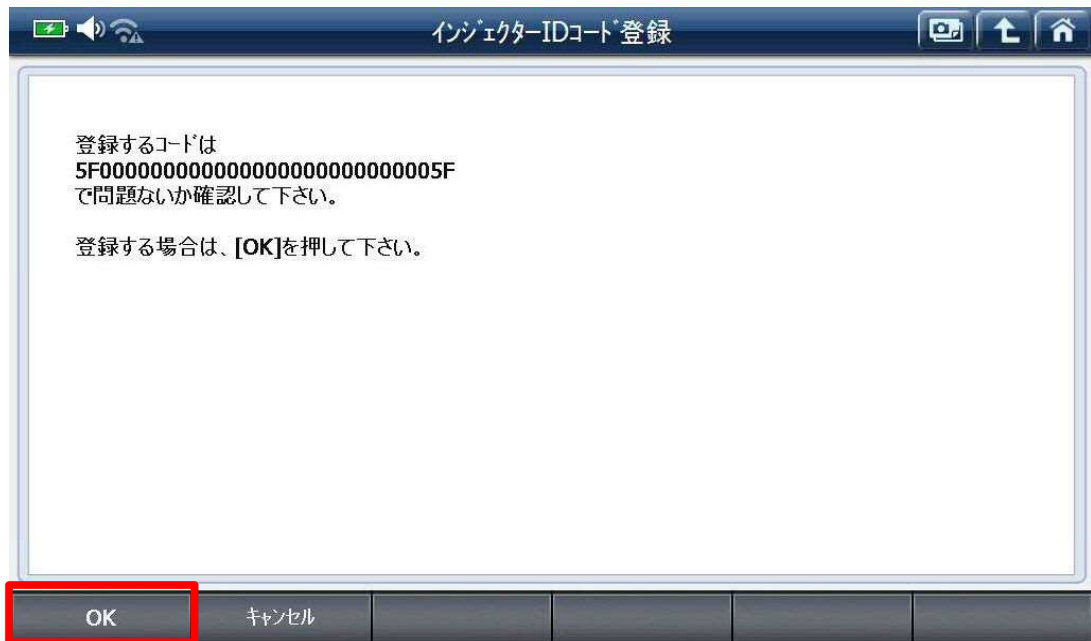 インジェクターIDコード登録
登録するコードは
5F000000000000000000000000005F
で問題ないか確認して下さい。
登録する場合は、[OK]を押して下さい。
OK
キャンセル